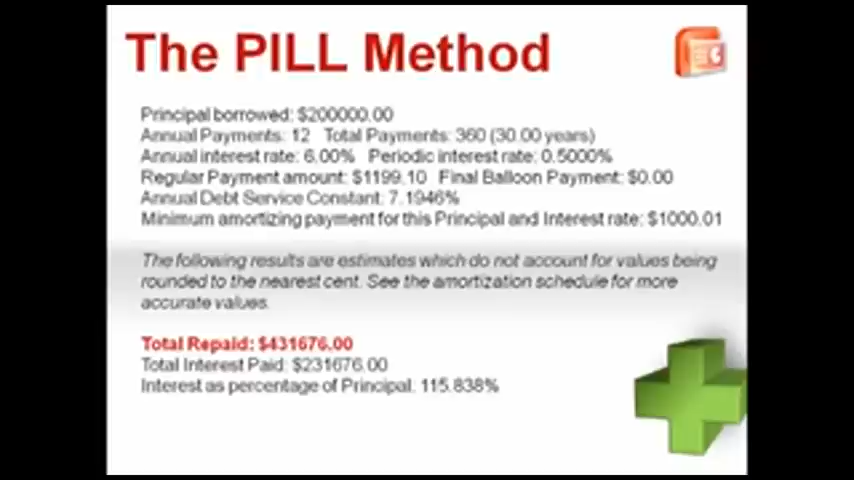 The PILL Method
Principal borrowed: $200000.00
Annual Payments: 12 Total Payments: 360 (30.00 years)
Annual interest rate: 6.00% Periodic interest rate: 0.5000%
Regular Payment amount: $1199.10 Final Balloon Payment: $0.00
Annual Debt Service Constant: 7.1946%
Minimum amortizing payment for this Principal and Interest rate: $1000.01
The following results are estimates which do not account for values being
rounded to the nearest cent. See the amortization schedule for more
accurate values.
Total Repaid: $431676.00
Total Interest Paid: $231676.00
Interest as percentage of Principal: 115.838%